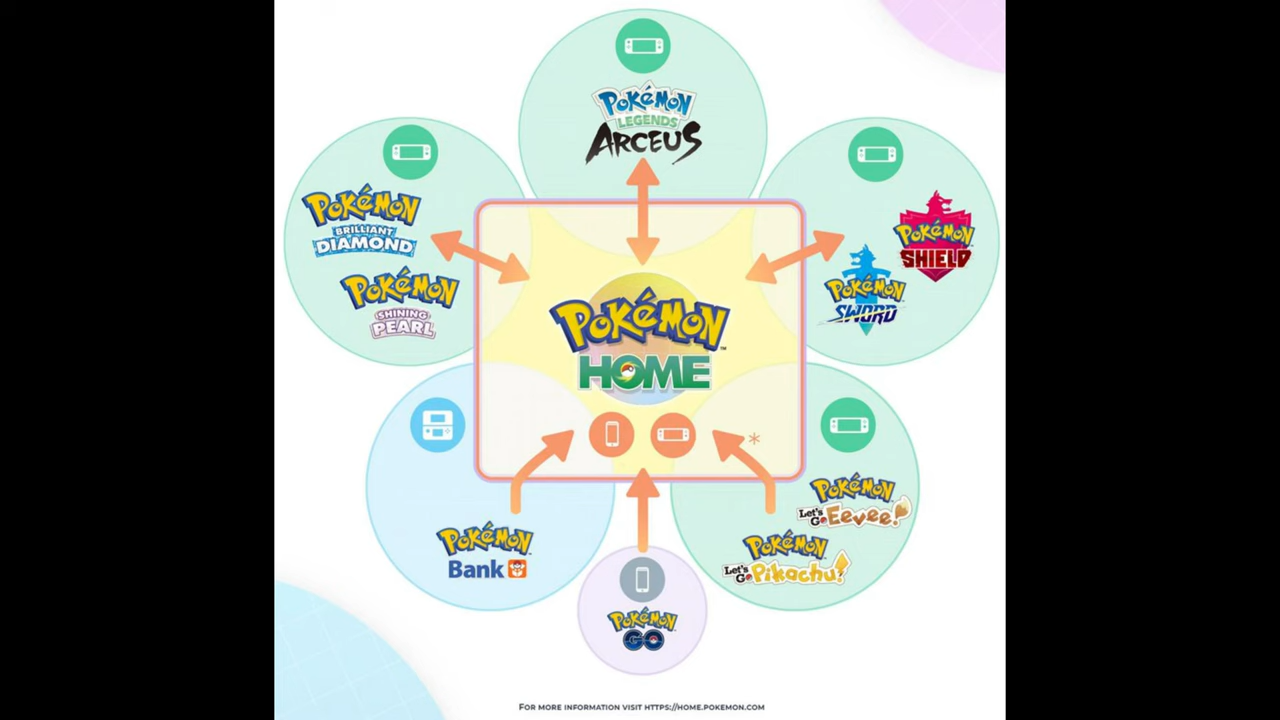 Pokémon
LEGENDS
ARCEUS
Pokémon
BRILLIANT
DIAMOND
Pokémon
SHINING
PEARL
Pokémon
SHIELD
Pokémon
SWORD
Pokémon™
HOME
*
Pokémon
Bank
Pokémon
Let's Go Eevee!
Pokémon
Let's Go Pikachu!
Pokémon
GO
FOR MORE INFORMATION VISIT HTTPS://HOME.POKEMON.COM